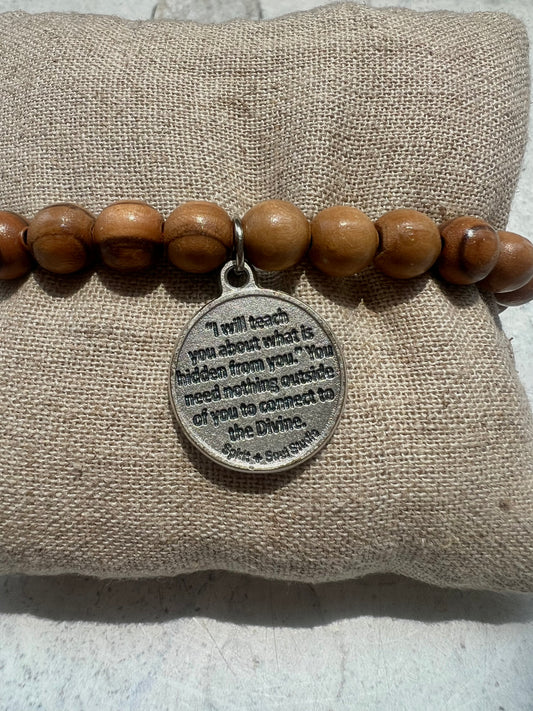 "I will teach
you about what is
hidden from you." You
need nothing outside
of you to connect to
the Divine.
Spirit + Soul Studio